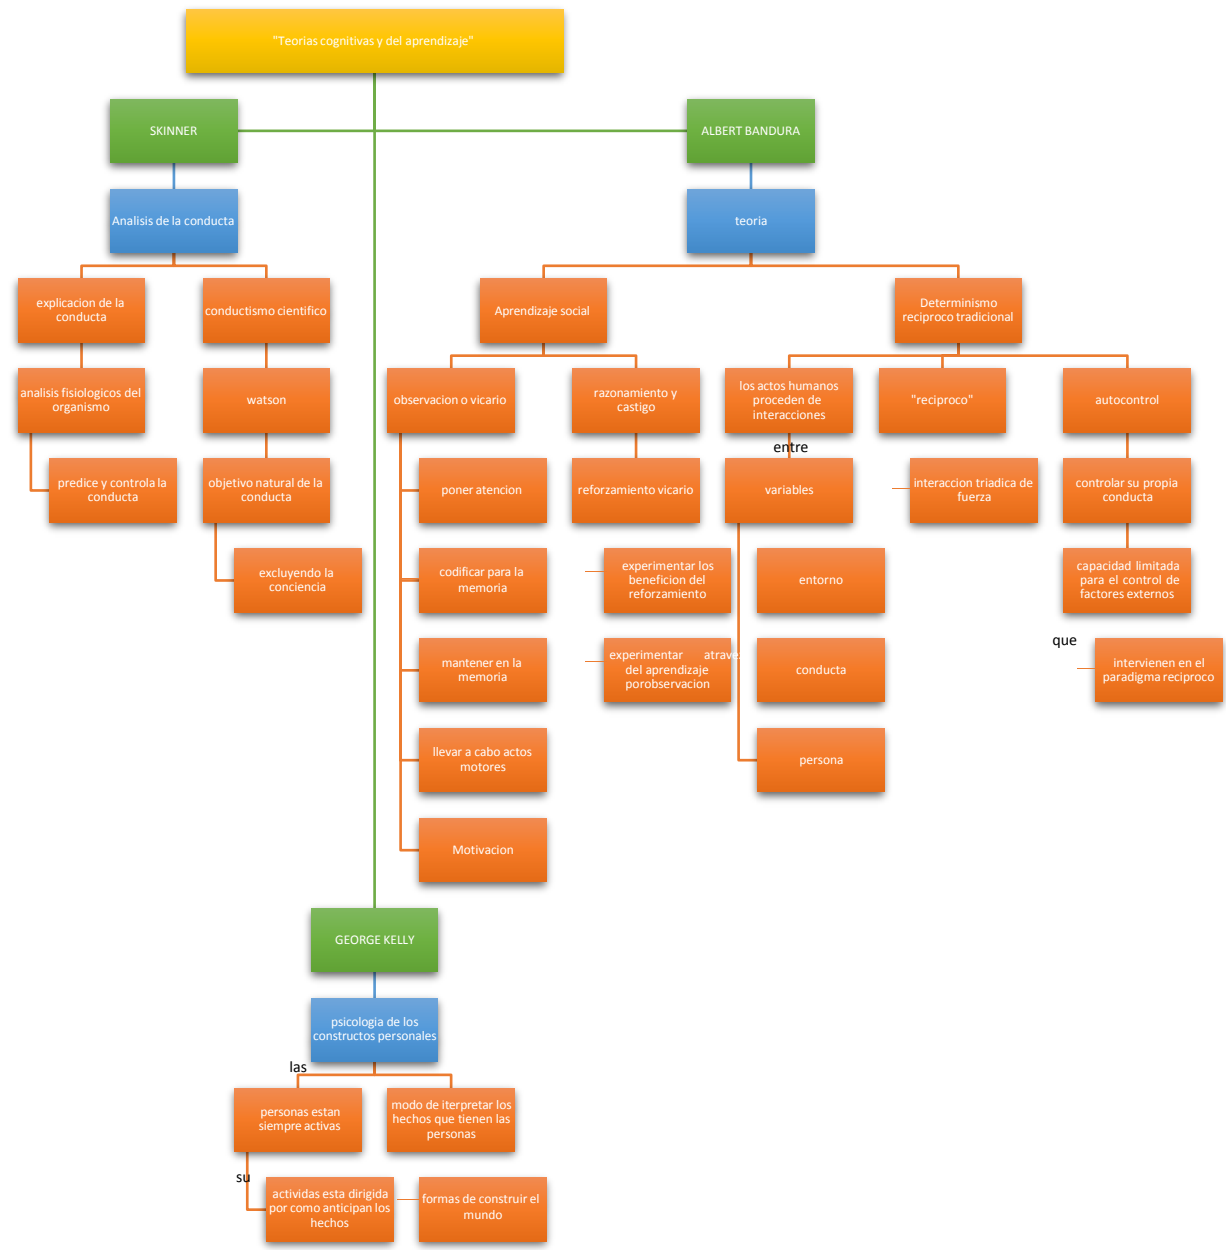 "Teorias cognitivas y del aprendizaje"
SKINNER
ALBERT BANDURA
Analisis de la conducta
teoria
explicacion de la
conducta
conductismo cientifico
Aprendizaje social
Determinismo
reciproco tradicional
analisis fisiologicos del
organismo
watson
observacion o vicario
razonamiento y
castigo
los actos humanos
proceden de
interacciones
"reciproco"
autocontrol
entre
predice y controla la
conducta
objetivo natural de la
conducta
poner atencion
reforzamiento vicario
variables
interaccion triadica de
fuerza
controlar su propia
conducta
excluyendo la
conciencia
codificar para la
memoria
experimentar los
beneficion del
reforzamiento
entorno
capacidad limitada
para el control de
factores externos
que
mantener en la
memoria
experimentar atravez
del aprendizaje
porobservacion
conducta
intervienen en el
paradigma reciproco
llevar a cabo actos
motores
persona
Motivacion
GEORGE KELLY
psicologia de los
constructos personales
las
personas estan
siempre activas
modo de iterpretar los
hechos que tienen las
personas
su
actividas esta dirigida
por como anticipan los
hechos
formas de construir el
mundo